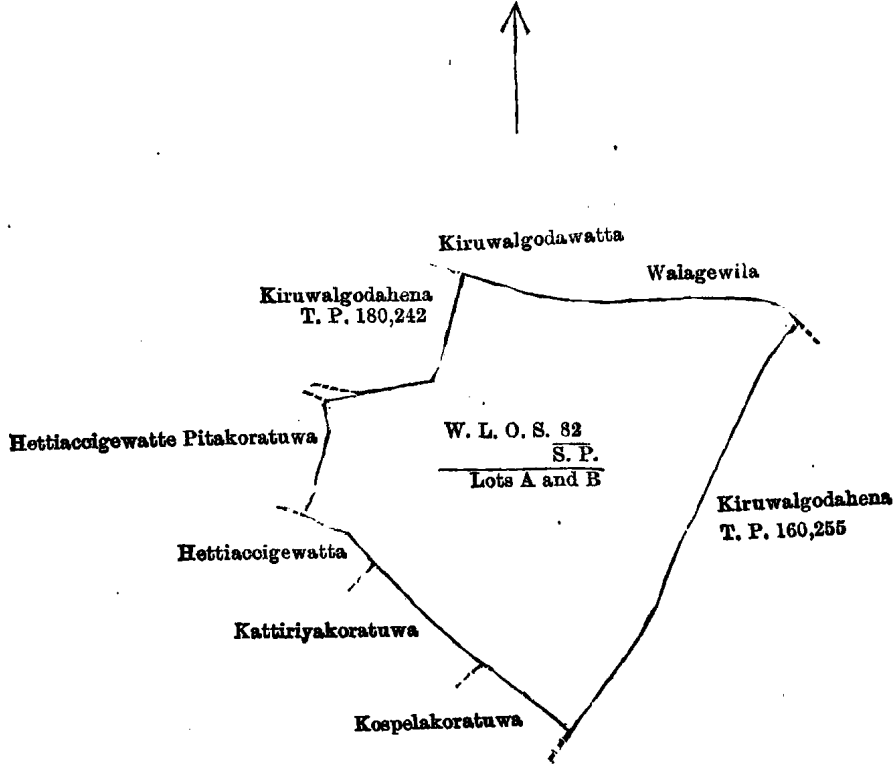 Kiruwalgodawatta
Walagewila
Kiruwalgodahena
T. P. 180,242
Hettiaccigewatte Pitakoratuwa
W. L. O. S. 82
S. P.
Lots A and B
Kiruwalgodahena
T. P. 160,255
Hettiaccigewatta
Kattiriyakoratuwa
Kospelakoratuwa